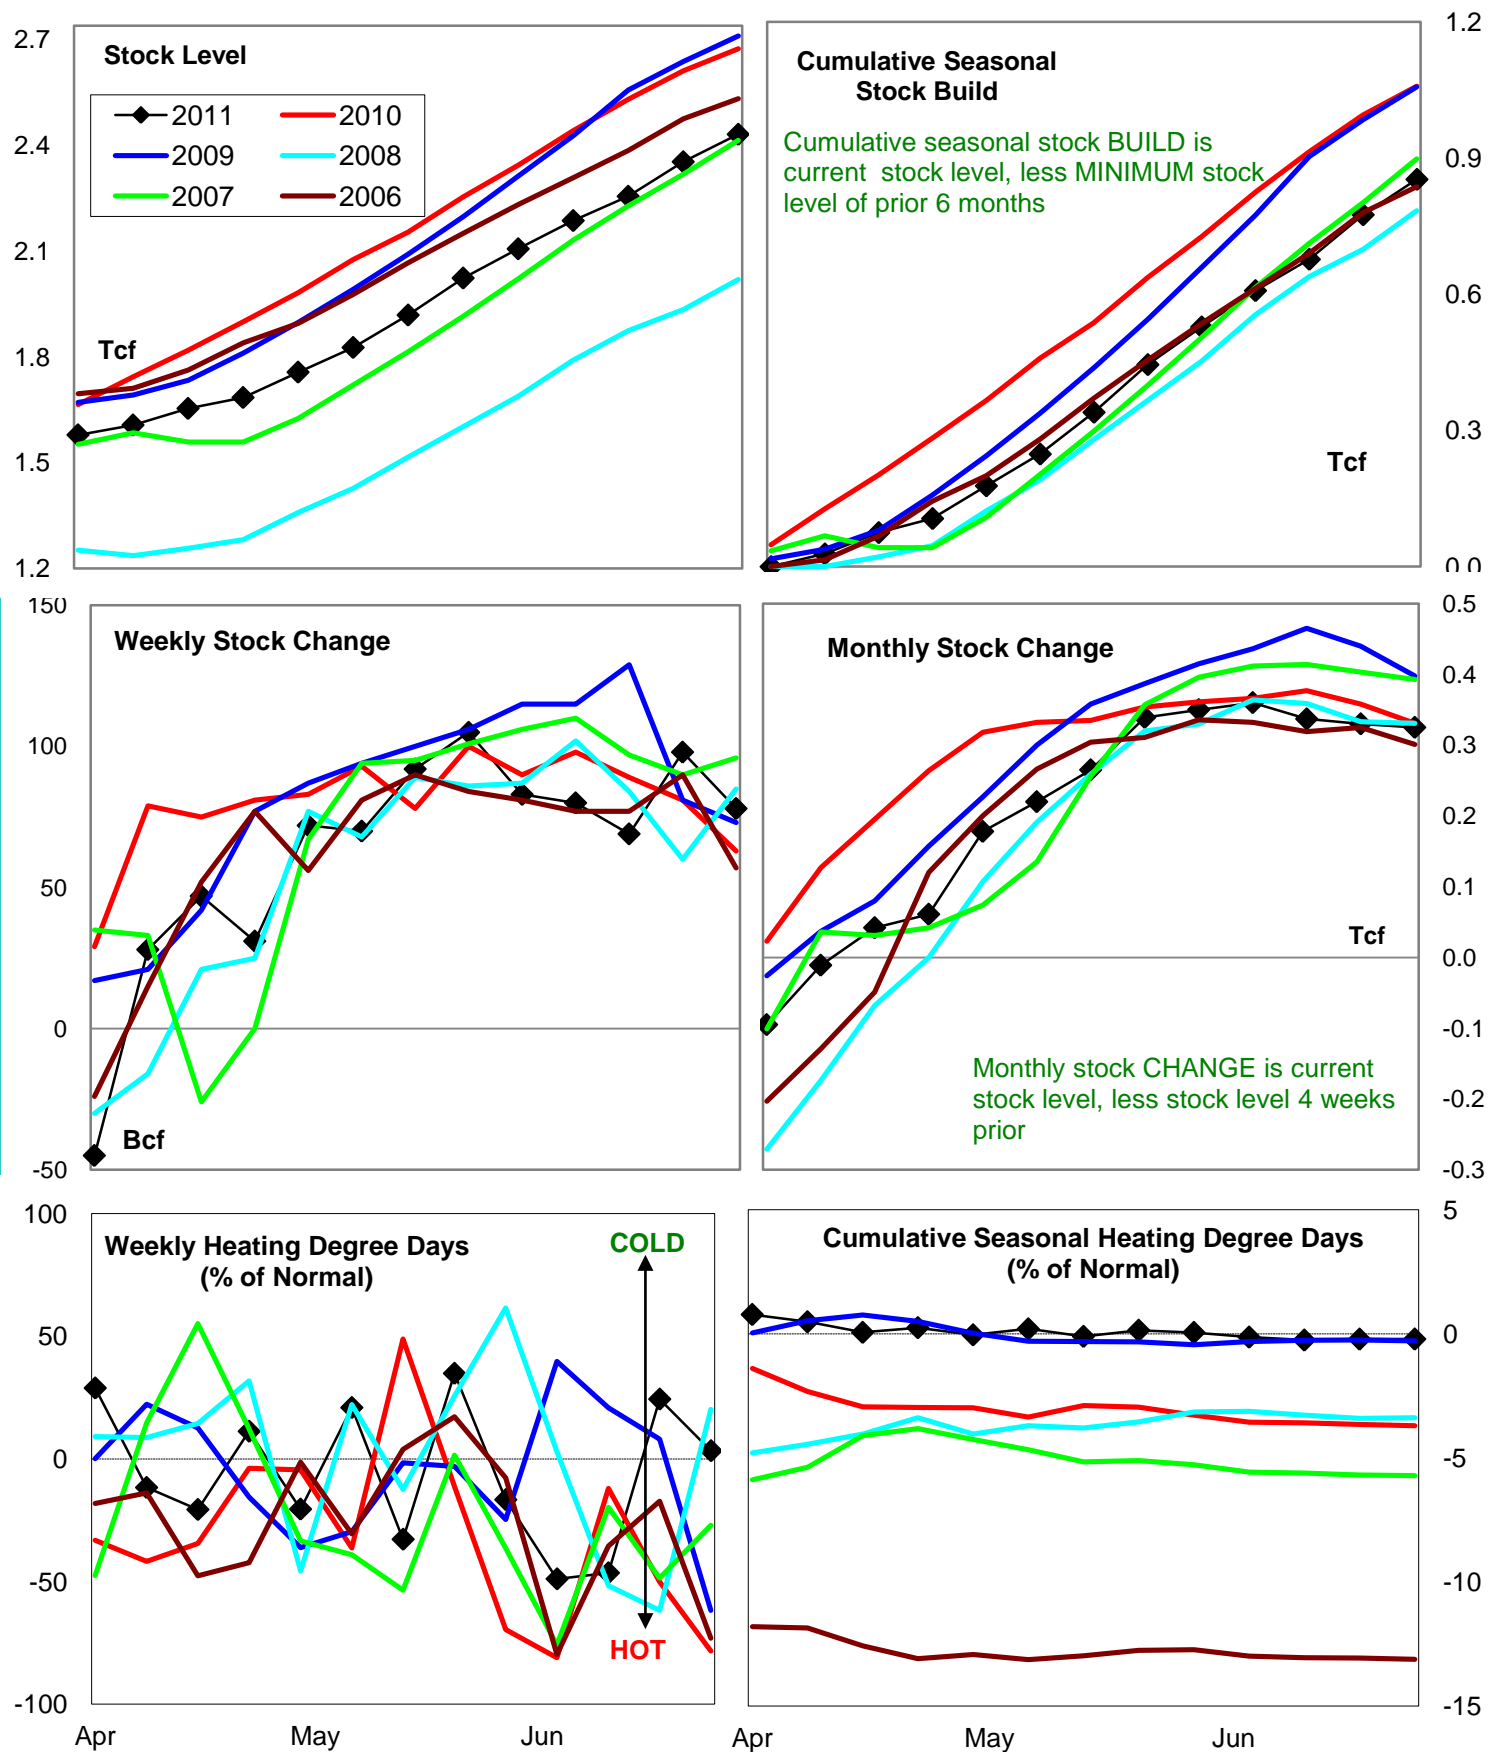 Stock Level
2.7
2.4
2.1
1.8
1.5
1.2
2011
2010
2009
2008
2007
2006
Tcf
Cumulative Seasonal
Stock Build
Cumulative seasonal stock BUILD is
current stock level, less MINIMUM stock
level of prior 6 months
Tcf
1.2
0.9
0.6
0.3
0.0
Weekly Stock Change
150
100
50
0
-50
Bcf
Monthly Stock Change
Tcf
Monthly stock CHANGE is current
stock level, less stock level 4 weeks
prior
0.5
0.4
0.3
0.2
0.1
0.0
-0.1
-0.2
-0.3
Weekly Heating Degree Days
(% of Normal)
COLD
HOT
100
50
0
-50
-100
Apr
May
Jun
Cumulative Seasonal Heating Degree Days
(% of Normal)
5
0
-5
-10
-15
Apr
May
Jun